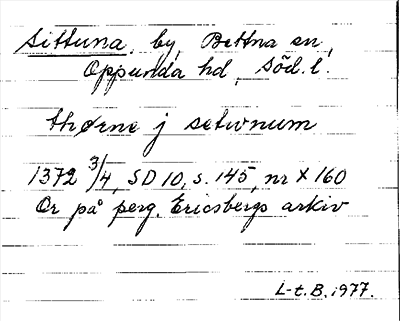 Sittuna, by, Bettna sn,
Oppunda hd, Söd. l.
thørne j setwnum
1372 3/4, SD 10, s. 145, nr X 160
Or på perg. Ericsbergs arkiv
L-t. B. 1977.